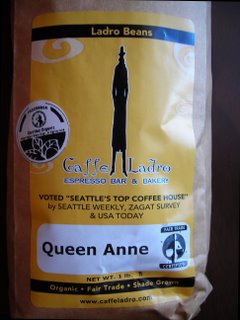 Ladro Beans
Caffe Ladro
ESPRESSO BAR & BAKERY
VOTED "SEATTLE'S TOP COFFEE HOUSE"
by SEATTLE WEEKLY, ZAGAT SURVEY
& USA TODAY
Queen Anne
FAIR TRADE
CERTIFIED
NET WT. 1 lb.
Organic • Fair Trade • Shade Grown
www.caffeladro.com